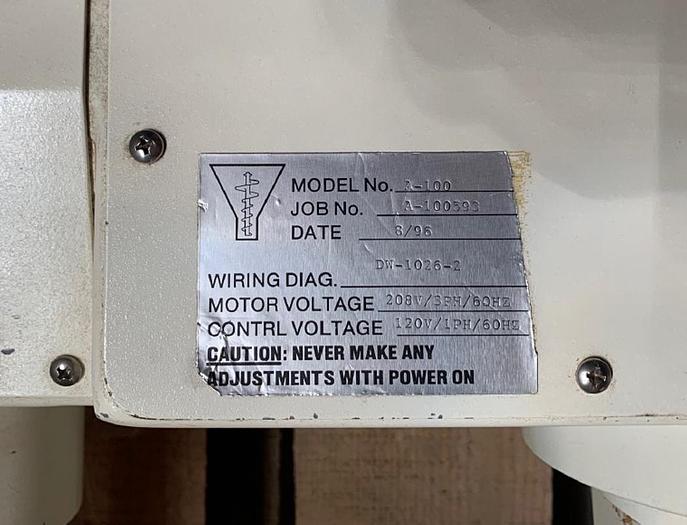 MODEL No. A-100
JOB No. A-100593
DATE 8/96
DW-1026-2
WIRING DIAG.
MOTOR VOLTAGE 208V/3PH/60HZ
CONTRL VOLTAGE 120V/1PH/60HZ
CAUTION: NEVER MAKE ANY
ADJUSTMENTS WITH POWER ON